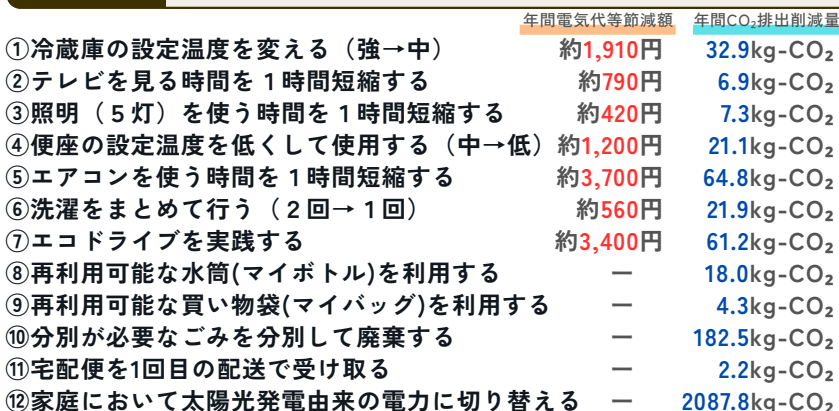 年間電気代等節減額 年間CO₂排出削減量
①冷蔵庫の設定温度を変える（強→中） 約1,910円 32.9kg-CO₂
②テレビを見る時間を１時間短縮する 約790円 6.9kg-CO₂
③照明（５灯）を使う時間を１時間短縮する 約420円 7.3kg-CO₂
④便座の設定温度を低くして使用する（中→低） 約1,200円 21.1kg-CO₂
⑤エアコンを使う時間を１時間短縮する 約3,700円 64.8kg-CO₂
⑥洗濯をまとめて行う（２回→１回） 約560円 21.9kg-CO₂
⑦エコドライブを実践する 約3,400円 61.2kg-CO₂
⑧再利用可能な水筒(マイボトル)を利用する ー 18.0kg-CO₂
⑨再利用可能な買い物袋(マイバッグ)を利用する ー 4.3kg-CO₂
⑩分別が必要なごみを分別して廃棄する ー 182.5kg-CO₂
⑪宅配便を1回目の配送で受け取る ー 2.2kg-CO₂
⑫家庭において太陽光発電由来の電力に切り替える ー 2087.8kg-CO₂